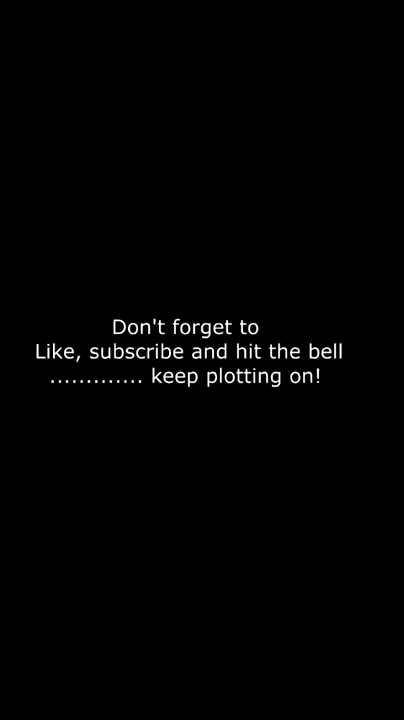 Don't forget to
Like, subscribe and hit the bell
............. keep plotting on!